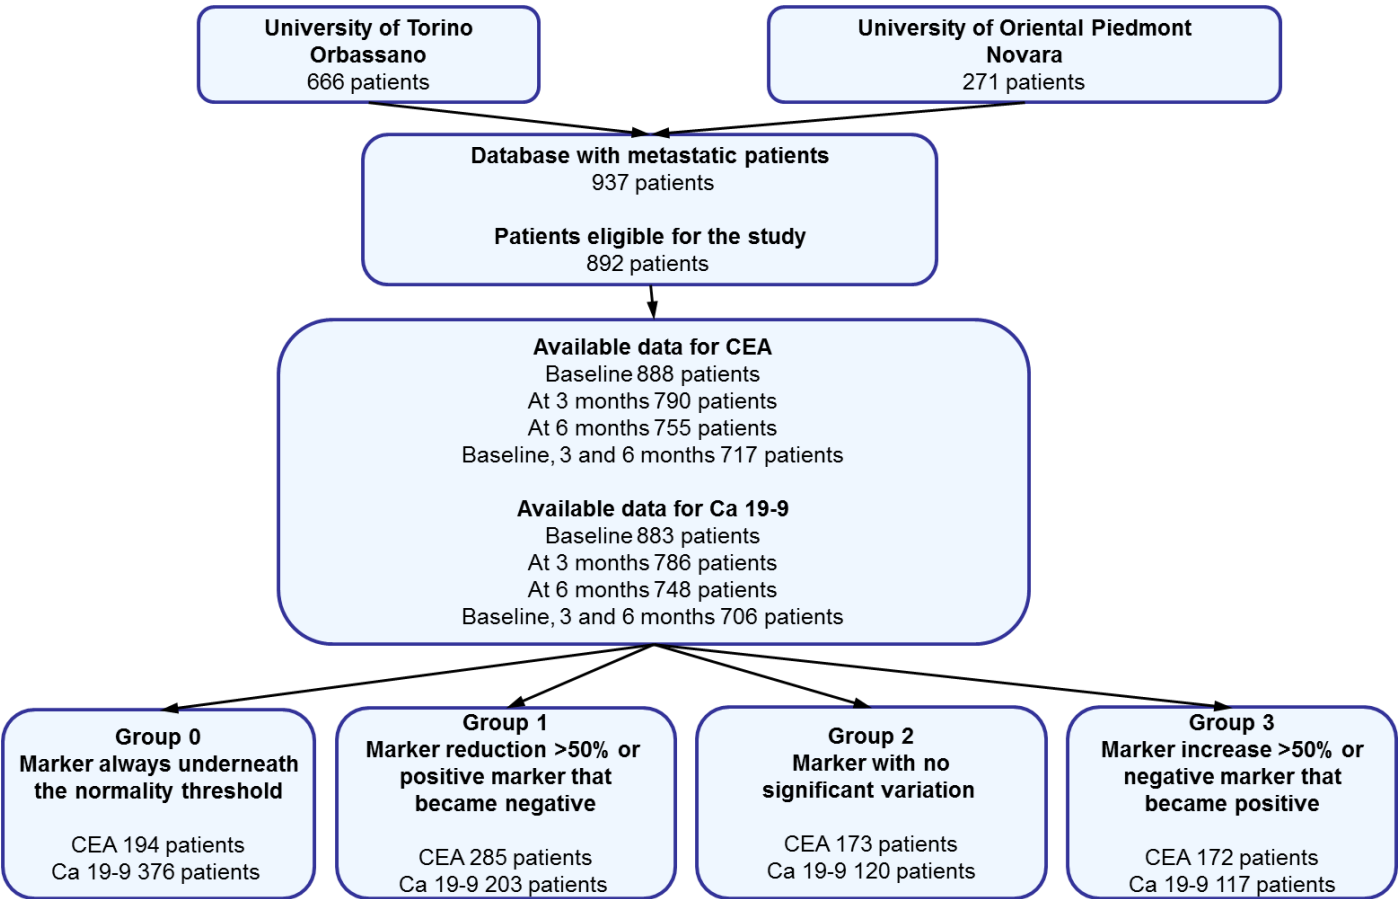 University of Torino
Orbassano
666 patients
University of Oriental Piedmont
Novara
271 patients
Database with metastatic patients
937 patients
Patients eligible for the study
892 patients
Available data for CEA
Baseline 888 patients
At 3 months 790 patients
At 6 months 755 patients
Baseline, 3 and 6 months 717 patients
Available data for Ca 19-9
Baseline 883 patients
At 3 months 786 patients
At 6 months 748 patients
Baseline, 3 and 6 months 706 patients
Group 0
Marker always underneath
the normality threshold
CEA 194 patients
Ca 19-9 376 patients
Group 1
Marker reduction >50% or
positive marker that
became negative
CEA 285 patients
Ca 19-9 203 patients
Group 2
Marker with no
significant variation
CEA 173 patients
Ca 19-9 120 patients
Group 3
Marker increase >50% or
negative marker that
became positive
CEA 172 patients
Ca 19-9 117 patients